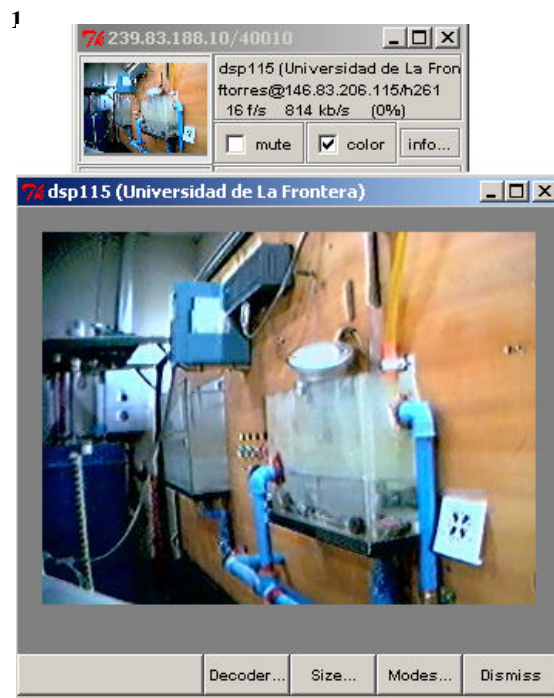 1
239.83.188.10/40010
dsp115 (Universidad de La Fron
ftorres@146.83.206.115/h261
16 f/s 814 kb/s (0%)
mute color info...
dsp115 (Universidad de La Frontera)
Decoder... Size... Modes... Dismiss